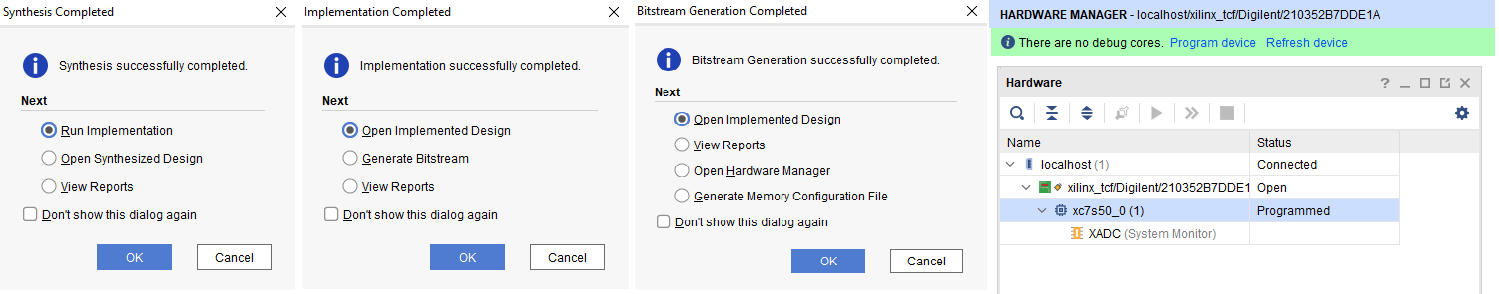 Synthesis Completed
Synthesis successfully completed.
Next
Run Implementation
Open Synthesized Design
View Reports
Don't show this dialog again
OK
Cancel
Implementation Completed
Implementation successfully completed.
Next
Open Implemented Design
Generate Bitstream
View Reports
Don't show this dialog again
OK
Cancel
Bitstream Generation Completed
Bitstream Generation successfully completed.
Next
Open Implemented Design
View Reports
Open Hardware Manager
Generate Memory Configuration File
Don't show this dialog again
OK
Cancel
HARDWARE MANAGER - localhost/xilinx_tcf/Digilent/210352B7DDE1A
There are no debug cores. Program device Refresh device
Hardware
Name Status
localhost (1) Connected
xilinx_tcf/Digilent/210352B7DDE1 Open
xc7s50_0 (1) Programmed
XADC (System Monitor)